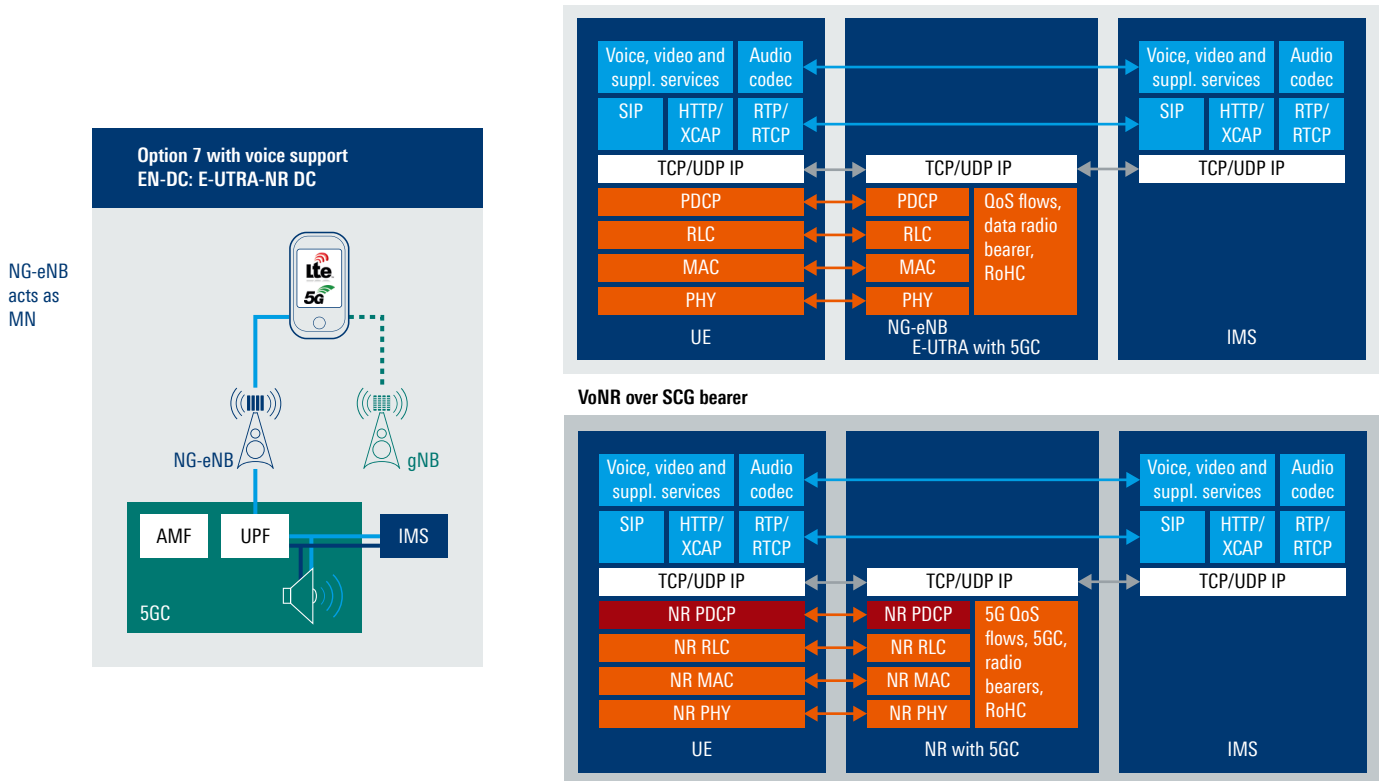 Option 7 with voice support
EN-DC: E-UTRA-NR DC
NG-eNB
acts as
MN
LTE
5G
NG-eNB
gNB
AMF
UPF
IMS
5GC
Voice, video and
suppl. services
Audio
codec
SIP
HTTP/
XCAP
RTP/
RTCP
TCP/UDP IP
PDCP
RLC
MAC
PHY
UE
TCP/UDP IP
PDCP
RLC
MAC
PHY
QoS flows,
data radio
bearer,
RoHC
NG-eNB
E-UTRA with 5GC
Voice, video and
suppl. services
Audio
codec
SIP
HTTP/
XCAP
RTP/
RTCP
TCP/UDP IP
IMS
VoNR over SCG bearer
Voice, video and
suppl. services
Audio
codec
SIP
HTTP/
XCAP
RTP/
RTCP
TCP/UDP IP
NR PDCP
NR RLC
NR MAC
NR PHY
UE
TCP/UDP IP
NR PDCP
NR RLC
NR MAC
NR PHY
5G QoS
flows, 5GC,
radio
bearers,
RoHC
NR with 5GC
Voice, video and
suppl. services
Audio
codec
SIP
HTTP/
XCAP
RTP/
RTCP
TCP/UDP IP
IMS